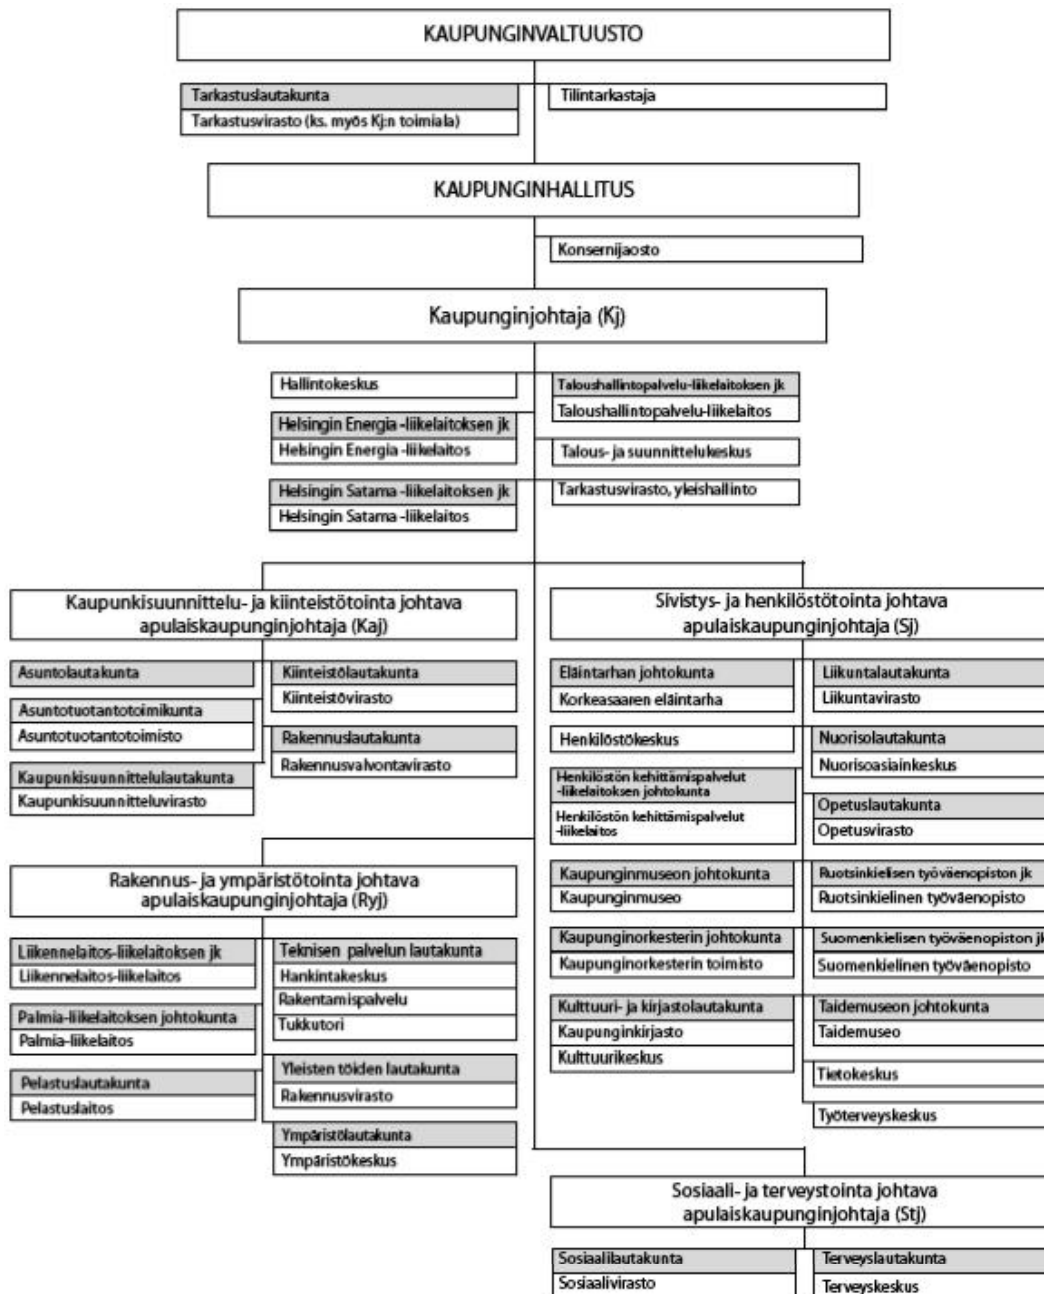 KAUPUNGINVALTUUSTO
Tarkastuslautakunta
Tarkastusvirasto (ks. myös Kj:n toimiala)
Tilintarkastaja
KAUPUNGINHALLITUS
Konsernijaosto
Kaupunginjohtaja (Kj)
Hallintokeskus
Helsingin Energia -liikelaitoksen jk
Helsingin Energia -liikelaitos
Helsingin Satama -liikelaitoksen jk
Helsingin Satama -liikelaitos
Taloushallintopalvelu-liikelaitoksen jk
Taloushallintopalvelu-liikelaitos
Talous- ja suunnittelukeskus
Tarkastusvirasto, yleishallinto
Kaupunkisuunnittelu- ja kiinteistötointa johtava
apulaiskaupunginjohtaja (Kaj)
Asuntolautakunta
Asuntotuotantotoimikunta
Asuntotuotantotoimisto
Kaupunkisuunnittelulautakunta
Kaupunkisuunnitteluvirasto
Kiinteistölautakunta
Kiinteistövirasto
Rakennuslautakunta
Rakennusvalvontavirasto
Sivistys- ja henkilöstötointa johtava
apulaiskaupunginjohtaja (Sj)
Eläintarhan johtokunta
Korkeasaaren eläintarha
Henkilöstökeskus
Henkilöstön kehittämispalvelut
-liikelaitoksen johtokunta
Henkilöstön kehittämispalvelut
-liikelaitos
Kaupunginmuseon johtokunta
Kaupunginmuseo
Kaupunginorkesterin johtokunta
Kaupunginorkesterin toimisto
Kulttuuri- ja kirjastolautakunta
Kaupunginkirjasto
Kulttuurikeskus
Liikuntalautakunta
Liikuntavirasto
Nuorisolautakunta
Nuorisoasiainkeskus
Opetuslautakunta
Opetusvirasto
Ruotsinkielisen työväenopiston jk
Ruotsinkielinen työväenopisto
Suomenkielisen työväenopiston jk
Suomenkielinen työväenopisto
Taidemuseon johtokunta
Taidemuseo
Tietokeskus
Työterveyskeskus
Rakennus- ja ympäristötointa johtava
apulaiskaupunginjohtaja (Ryj)
Liikennelaitos-liikelaitoksen jk
Liikennelaitos-liikelaitos
Palmia-liikelaitoksen johtokunta
Palmia-liikelaitos
Pelastuslautakunta
Pelastuslaitos
Teknisen palvelun lautakunta
Hankintakeskus
Rakentamispalvelu
Tukkutori
Yleisten töiden lautakunta
Rakennusvirasto
Ympäristölautakunta
Ympäristökeskus
Sosiaali- ja terveystointa johtava
apulaiskaupunginjohtaja (Stj)
Sosiaalilautakunta
Sosiaalivirasto
Terveyslautakunta
Terveyskeskus